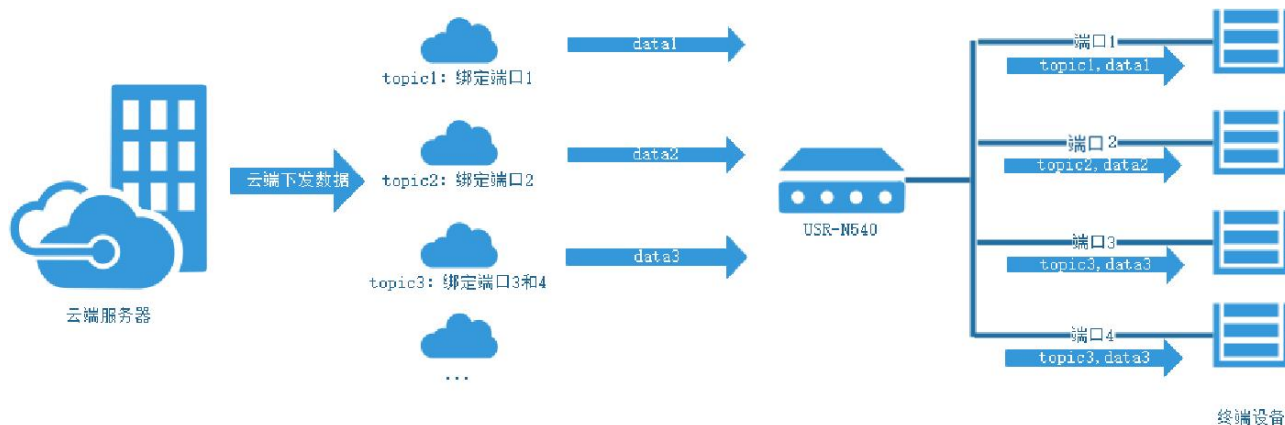 云端服务器
云端下发数据
topic1: 绑定端口1
topic2: 绑定端口2
topic3: 绑定端口3和4
...
data1
data2
data3
USR-N540
端口1
topic1,data1
端口2
topic2,data2
端口3
topic3,data3
端口4
topic3,data3
终端设备